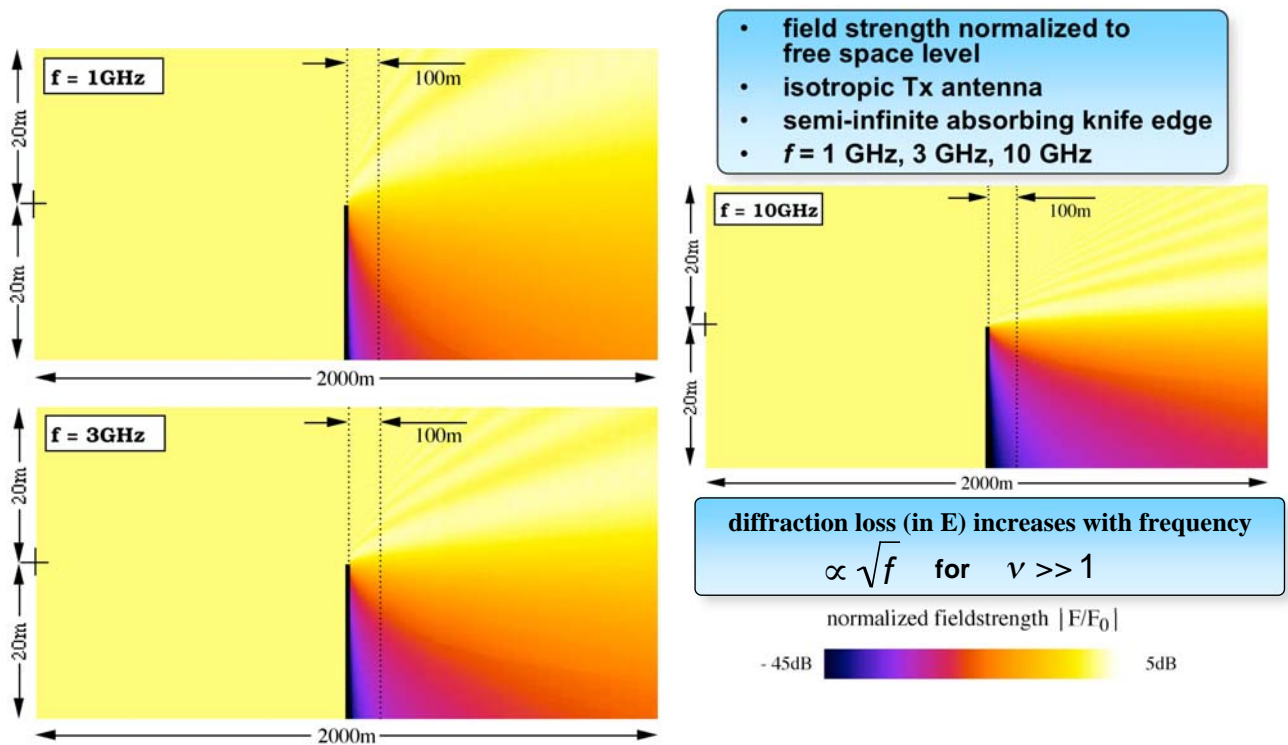 f = 1GHz
100m
20m
20m
2000m
f = 3GHz
100m
20m
20m
2000m
• field strength normalized to
free space level
• isotropic Tx antenna
• semi-infinite absorbing knife edge
• f = 1 GHz, 3 GHz, 10 GHz
f = 10GHz
100m
20m
20m
2000m
diffraction loss (in E) increases with frequency
∝ √f for ν >> 1
normalized fieldstrength |F/F₀|
- 45dB 5dB